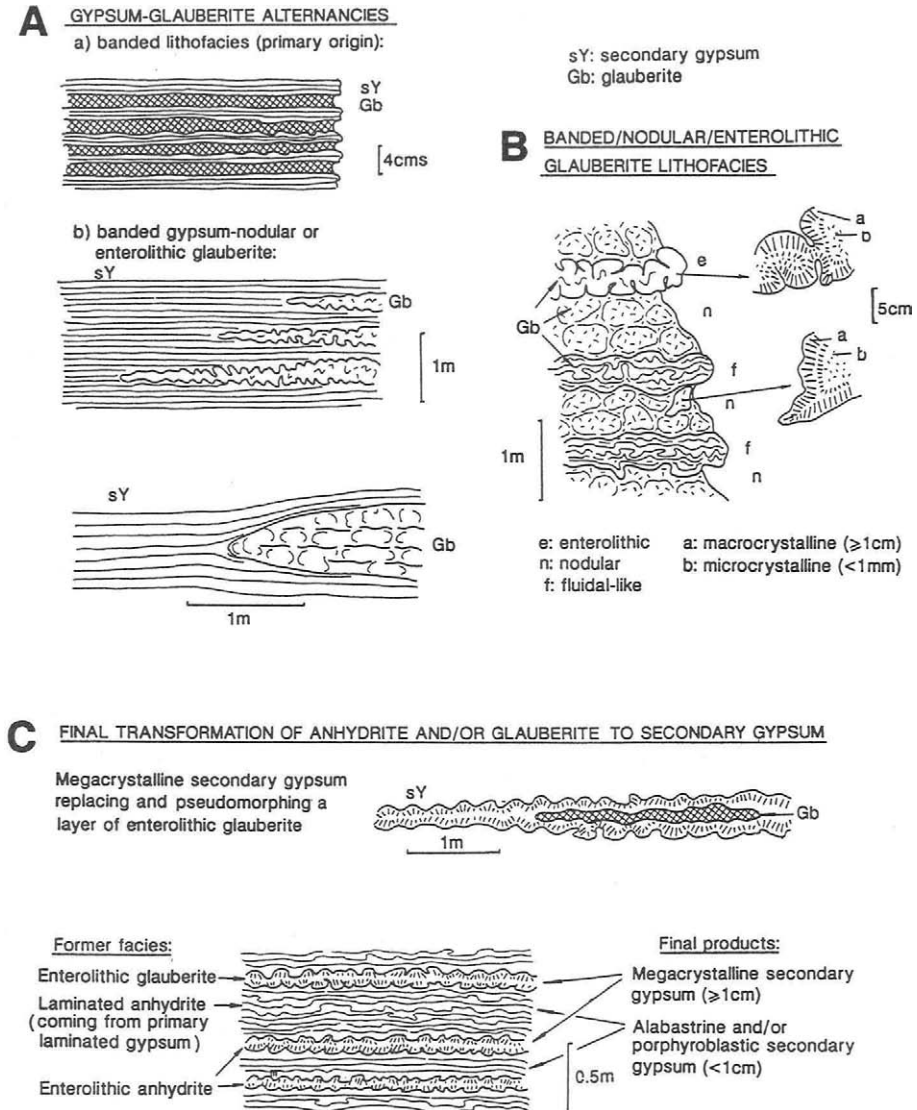 A GYPSUM-GLAUBERITE ALTERNANCIES
a) banded lithofacies (primary origin):
sY
Gb
4cms
b) banded gypsum-nodular or
enterolithic glauberite:
sY
Gb
1m
sY
Gb
1m
sY: secondary gypsum
Gb: glauberite
B BANDED/NODULAR/ENTEROLITHIC
GLAUBERITE LITHOFACIES
a
b
e
5cm
n
Gb
a
b
f
n
1m
f
n
e: enterolithic
n: nodular
f: fluidal-like
a: macrocrystalline (≥1cm)
b: microcrystalline (<1mm)
C FINAL TRANSFORMATION OF ANHYDRITE AND/OR GLAUBERITE TO SECONDARY GYPSUM
Megacrystalline secondary gypsum
replacing and pseudomorphing a
layer of enterolithic glauberite
sY
Gb
1m
Former facies:
Enterolithic glauberite
Laminated anhydrite
(coming from primary
laminated gypsum)
Enterolithic anhydrite
Final products:
Megacrystalline secondary
gypsum (≥1cm)
Alabastrine and/or
porphyroblastic secondary
gypsum (<1cm)
0.5m